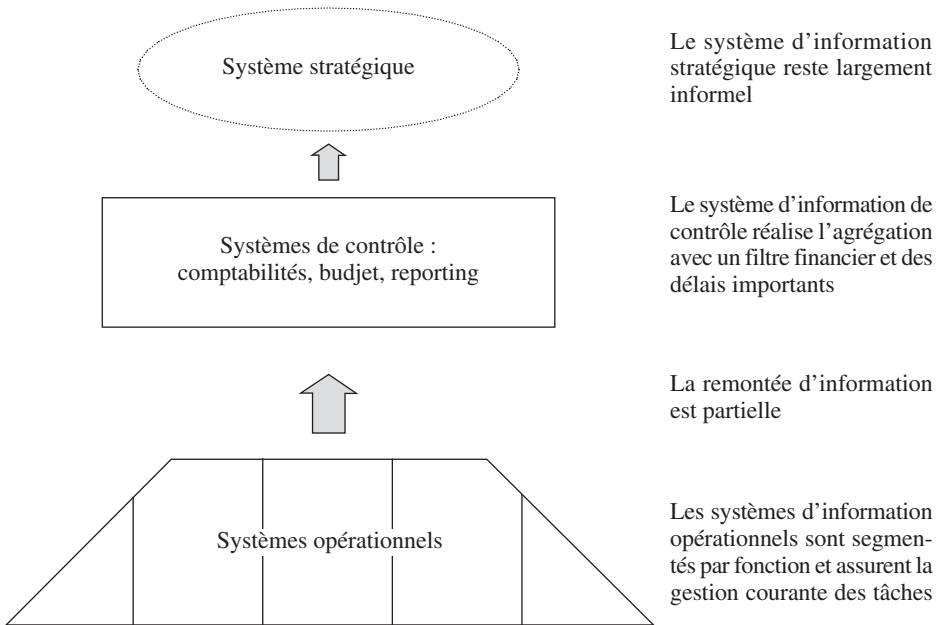 Système stratégique
Le système d’information
stratégique reste largement
informel
Systèmes de contrôle :
comptabilités, budjet, reporting
Le système d’information de
contrôle réalise l’agrégation
avec un filtre financier et des
délais importants
La remontée d’information
est partielle
Systèmes opérationnels
Les systèmes d’information
opérationnels sont segmen-
tés par fonction et assurent la
gestion courante des tâches